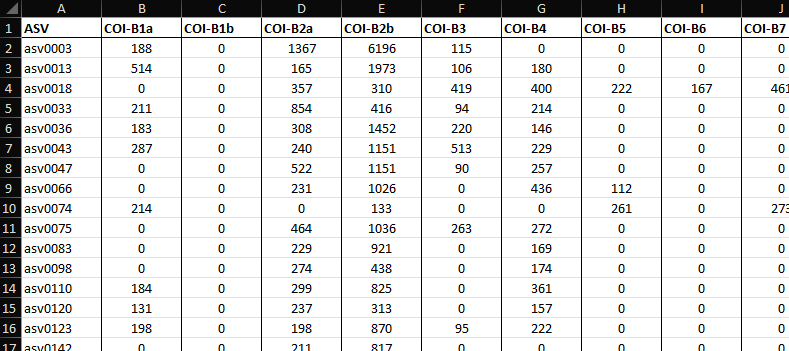 A B C D E F G H I J
1 ASV COI-B1a COI-B1b COI-B2a COI-B2b COI-B3 COI-B4 COI-B5 COI-B6 COI-B7
2 asv0003 188 0 1367 6196 115 0 0 0 0
3 asv0013 514 0 165 1973 106 180 0 0 0
4 asv0018 0 0 357 310 419 400 222 167 461
5 asv0033 211 0 854 416 94 214 0 0 0
6 asv0036 183 0 308 1452 220 146 0 0 0
7 asv0043 287 0 240 1151 513 229 0 0 0
8 asv0047 0 0 522 1151 90 257 0 0 0
9 asv0066 0 0 231 1026 0 436 112 0 0
10 asv0074 214 0 0 133 0 0 261 0 273
11 asv0075 0 0 464 1036 263 272 0 0 0
12 asv0083 0 0 229 921 0 169 0 0 0
13 asv0098 0 0 274 438 0 174 0 0 0
14 asv0110 184 0 299 825 0 361 0 0 0
15 asv0120 131 0 237 313 0 157 0 0 0
16 asv0123 198 0 198 870 95 222 0 0 0
17 asv0142 0 0 211 817 0 0 0 0 0